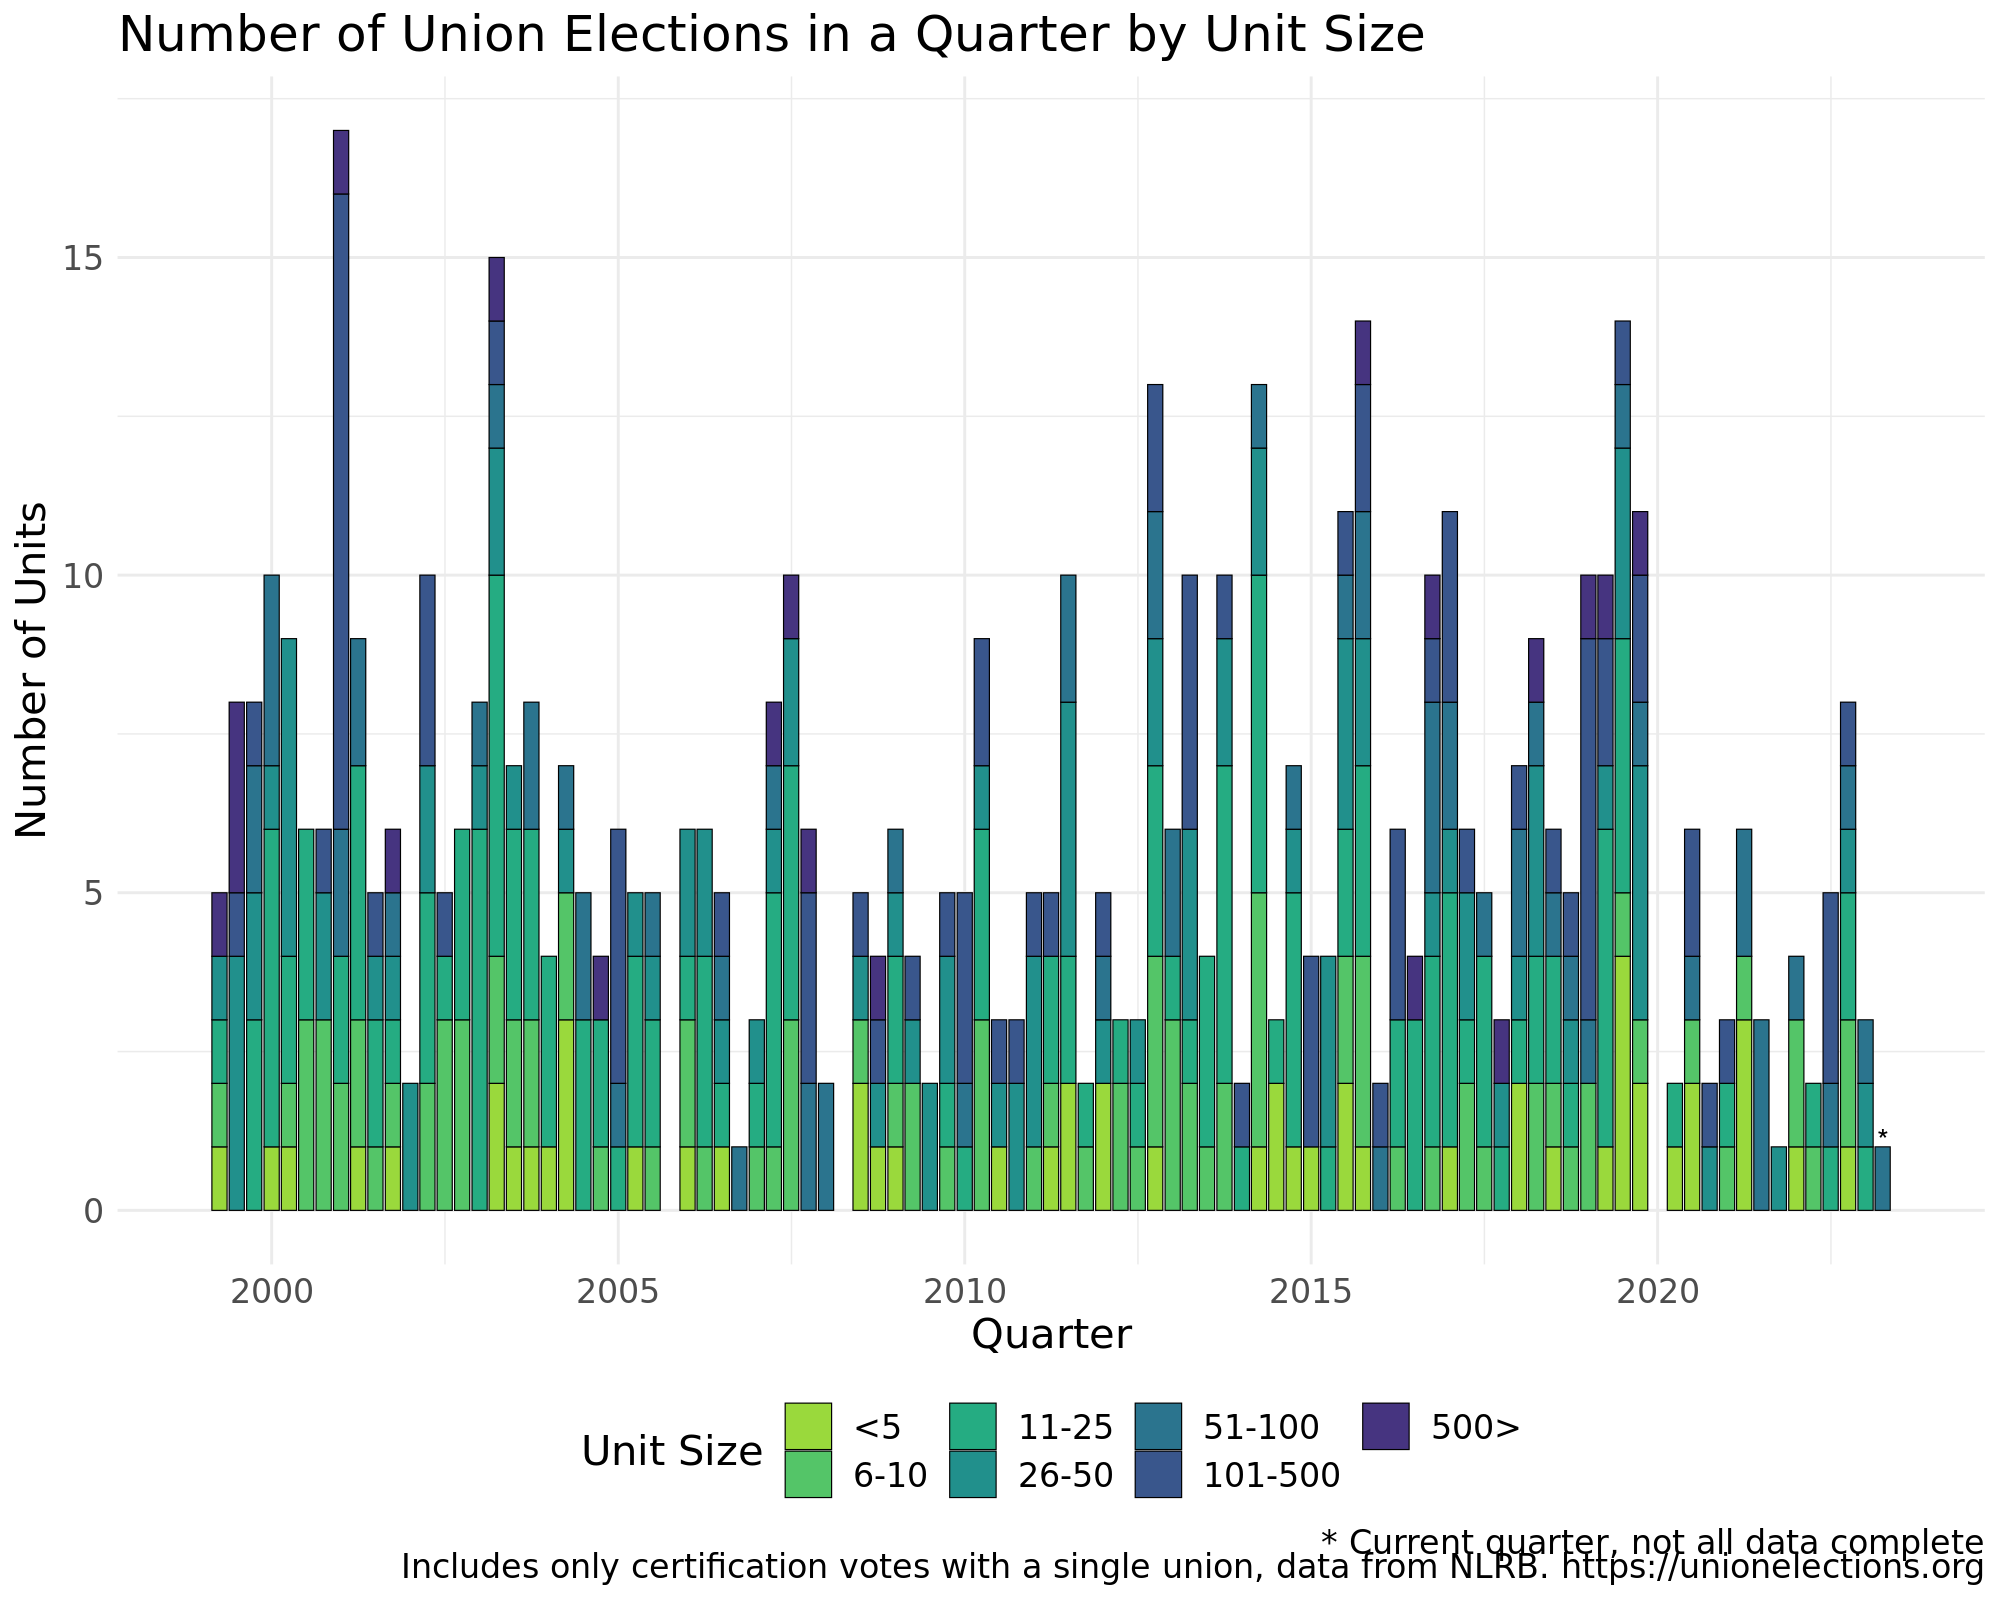 Number of Union Elections in a Quarter by Unit Size
Number of Units
15
10
5
0
*
2000 2005 2010 2015 2020
Quarter
Unit Size
<5 11-25 51-100 500>
6-10 26-50 101-500
* Current quarter, not all data complete
Includes only certification votes with a single union, data from NLRB. https://unionelections.org